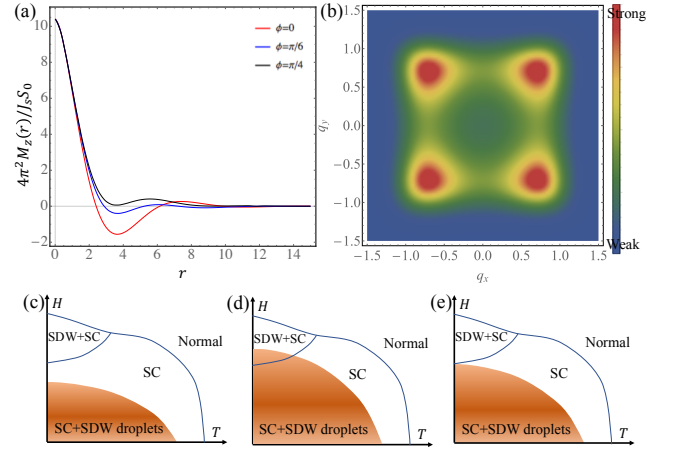 (a)
10
8
6
4
2
0
−2
0
2
4
6
8
10
12
14
r
4π²M_z(r)/J_sS_0
ϕ=0
ϕ=π/6
ϕ=π/4
(b)
1.5
1.0
0.5
0.0
−0.5
−1.0
−1.5
−1.5
−1.0
−0.5
0.0
0.5
1.0
1.5
q_x
q_y
Strong
Weak
(c)
H
SDW+SC
Normal
SC
SC+SDW droplets
T
(d)
H
SDW+SC
Normal
SC
SC+SDW droplets
T
(e)
H
SDW+SC
Normal
SC
SC+SDW droplets
T